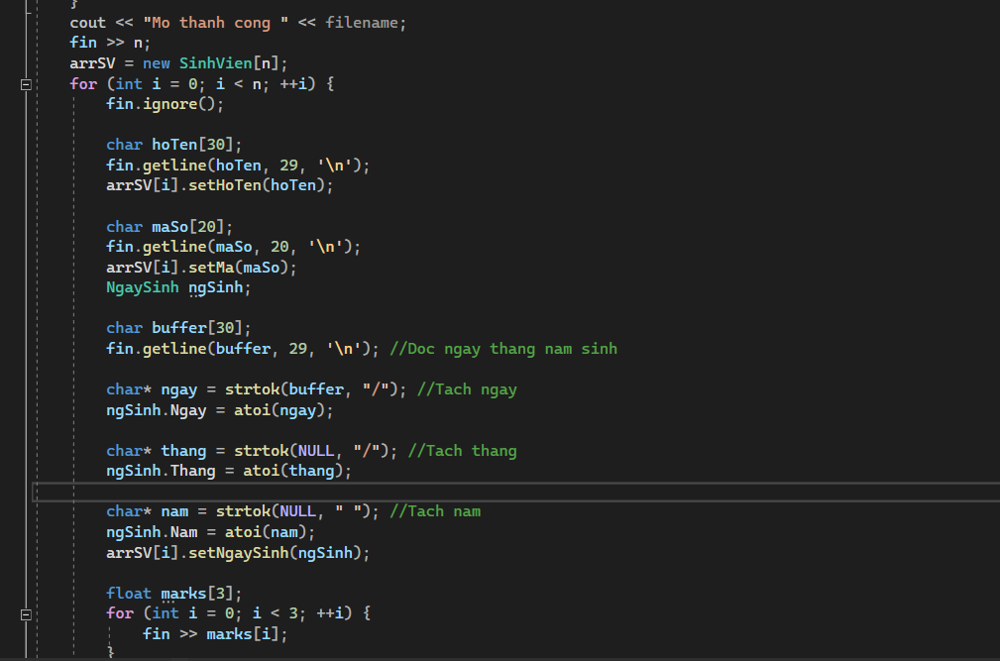 }
cout << "Mo thanh cong " << filename;
fin >> n;
arrSV = new SinhVien[n];
for (int i = 0; i < n; ++i) {
fin.ignore();
char hoTen[30];
fin.getline(hoTen, 29, '\n');
arrSV[i].setHoTen(hoTen);
char maSo[20];
fin.getline(maSo, 20, '\n');
arrSV[i].setMa(maSo);
NgaySinh ngSinh;
char buffer[30];
fin.getline(buffer, 29, '\n'); //Doc ngay thang nam sinh
char* ngay = strtok(buffer, "/"); //Tach ngay
ngSinh.Ngay = atoi(ngay);
char* thang = strtok(NULL, "/"); //Tach thang
ngSinh.Thang = atoi(thang);
char* nam = strtok(NULL, " "); //Tach nam
ngSinh.Nam = atoi(nam);
arrSV[i].setNgaySinh(ngSinh);
float marks[3];
for (int i = 0; i < 3; ++i) {
fin >> marks[i];
}